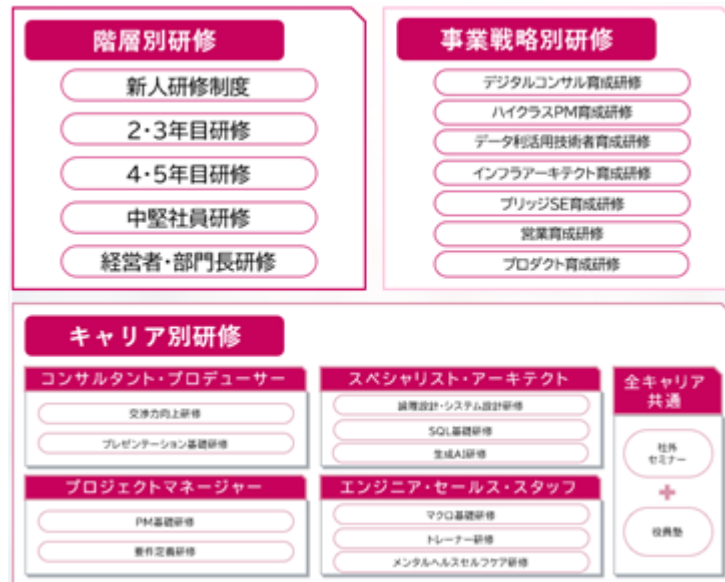 階層別研修
新人研修制度
2・3年目研修
4・5年目研修
中堅社員研修
経営者・部門長研修
事業戦略別研修
デジタルコンサル育成研修
ハイクラスPM育成研修
データ利活用技術者育成研修
インフラアーキテクト育成研修
ブリッジSE育成研修
営業育成研修
プロダクト育成研修
キャリア別研修
コンサルタント・プロデューサー
交渉力向上研修
プレゼンテーション基礎研修
スペシャリスト・アーキテクト
論理設計・システム設計研修
SQL基礎研修
生成AI研修
プロジェクトマネージャー
PM基礎研修
要件定義研修
エンジニア・セールス・スタッフ
マクロ基礎研修
トレーナー研修
メンタルヘルスセルフケア研修
全キャリア
共通
社外
セミナー
+
役員塾